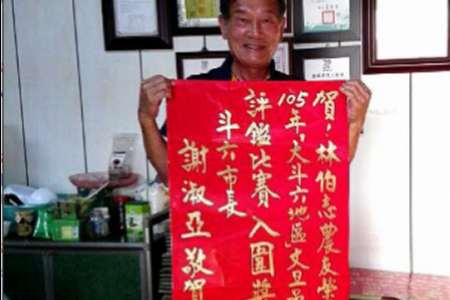 賀！林伯志農友榮
105年，大斗六地區文旦
評鑑比賽入圍獎
斗六市長
謝淑亞敬賀